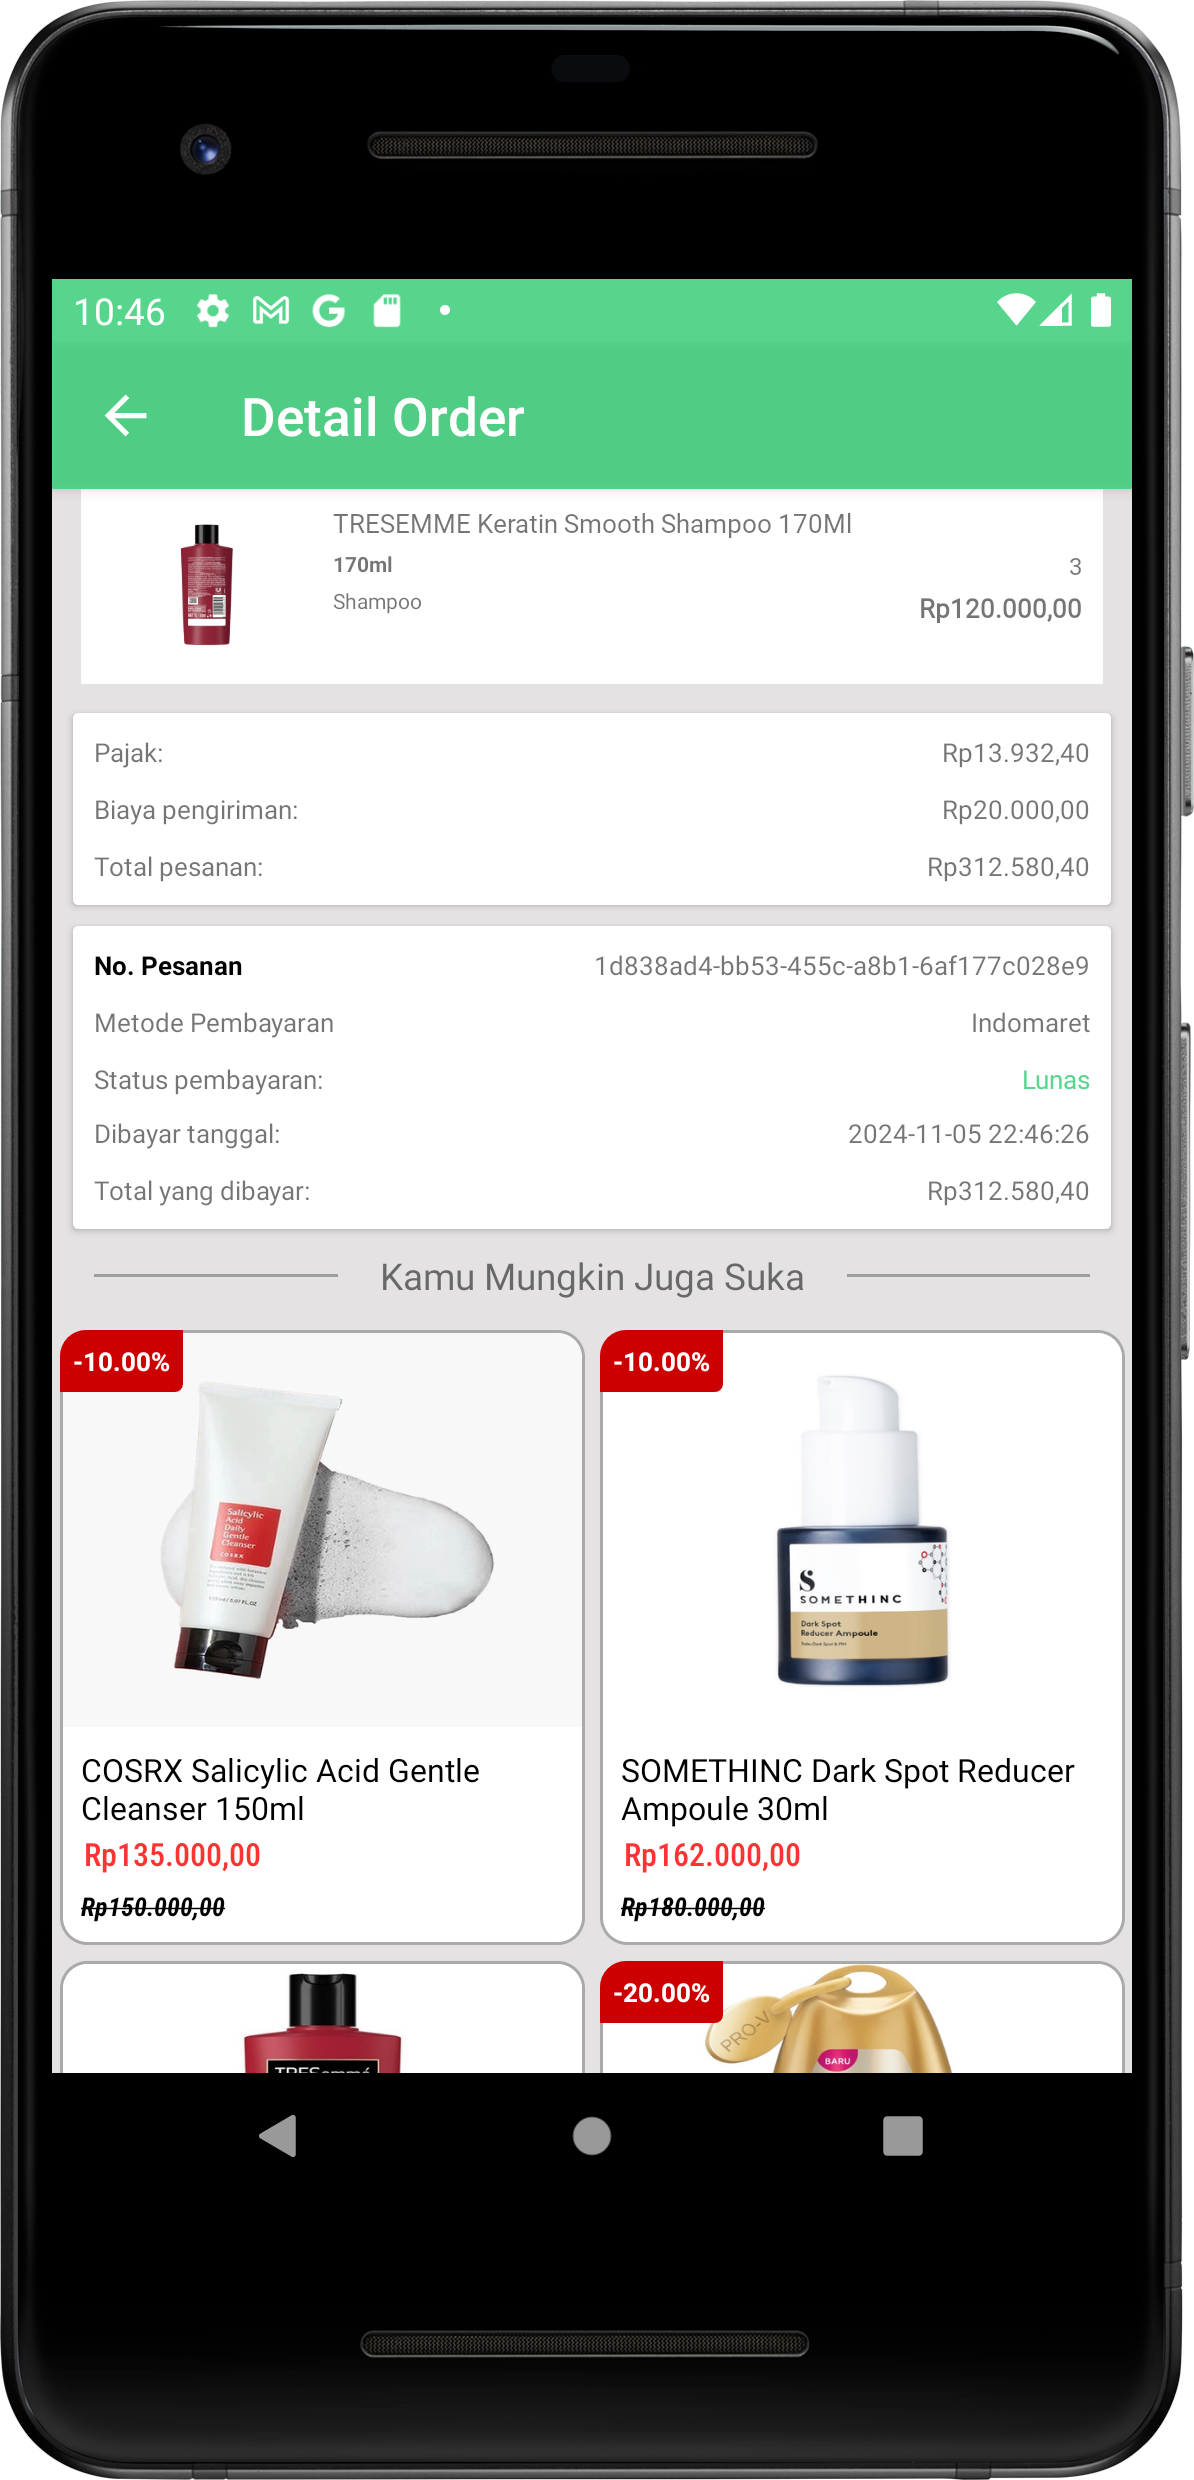 10:46
Detail Order
TRESEMME Keratin Smooth Shampoo 170Ml
170ml
3
Shampoo
Rp120.000,00
Pajak:
Rp13.932,40
Biaya pengiriman:
Rp20.000,00
Total pesanan:
Rp312.580,40
No. Pesanan
1d838ad4-bb53-455c-a8b1-6af177c028e9
Metode Pembayaran
Indomaret
Status pembayaran:
Lunas
Dibayar tanggal:
2024-11-05 22:46:26
Total yang dibayar:
Rp312.580,40
Kamu Mungkin Juga Suka
-10.00%
Salicylic
Acid
Daily
Gentle
Cleanser
COSRX
COSRX Salicylic Acid Gentle
Cleanser 150ml
Rp135.000,00
Rp150.000,00
-10.00%
S
SOMETHINC
Dark Spot
Reducer Ampoule
SOMETHINC Dark Spot Reducer
Ampoule 30ml
Rp162.000,00
Rp180.000,00
TRESemmé
-20.00%
PRO-V
BARU